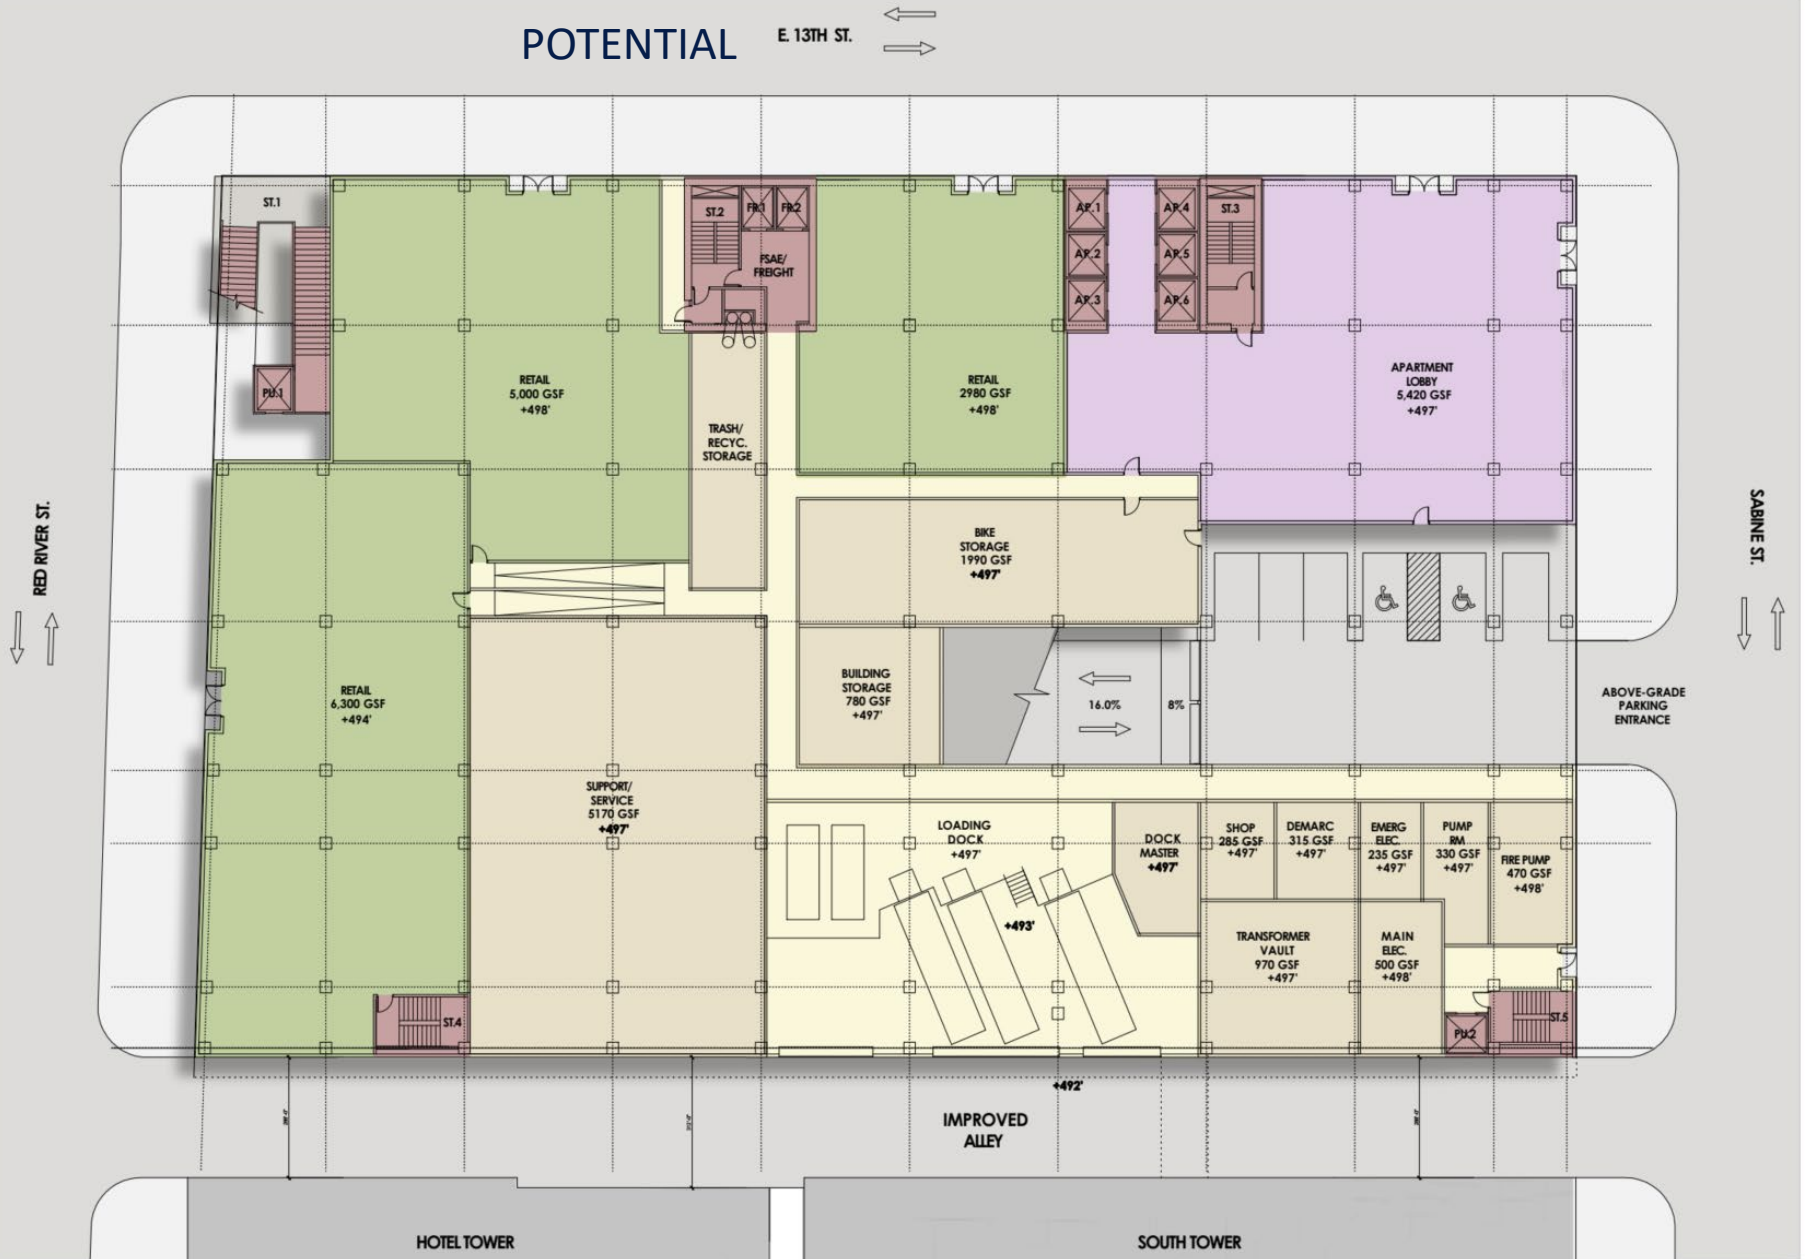 POTENTIAL
E. 13TH ST.
ST.1
ST.2
FR.1
FR.2
AP.1
AP.4
ST.3
FSAE/
FREIGHT
AP.2
AP.5
AP.3
AP.6
PU.1
RETAIL
5,000 GSF
+498'
RETAIL
2980 GSF
+498'
APARTMENT
LOBBY
5,420 GSF
+497'
TRASH/
RECYC.
STORAGE
RED RIVER ST.
SABINE ST.
BIKE
STORAGE
1990 GSF
+497'
RETAIL
6,300 GSF
+494'
BUILDING
STORAGE
780 GSF
+497'
16.0%
8%
ABOVE-GRADE
PARKING
ENTRANCE
SUPPORT/
SERVICE
5170 GSF
+497'
LOADING
DOCK
+497'
DOCK
MASTER
+497'
SHOP
285 GSF
+497'
DEMARC
315 GSF
+497'
EMERG
ELEC.
235 GSF
+497'
PUMP
RM
330 GSF
+497'
FIRE PUMP
470 GSF
+498'
+493'
TRANSFORMER
VAULT
970 GSF
+497'
MAIN
ELEC.
500 GSF
+498'
ST.4
PU.2
ST.5
+492'
IMPROVED
ALLEY
HOTEL TOWER
SOUTH TOWER